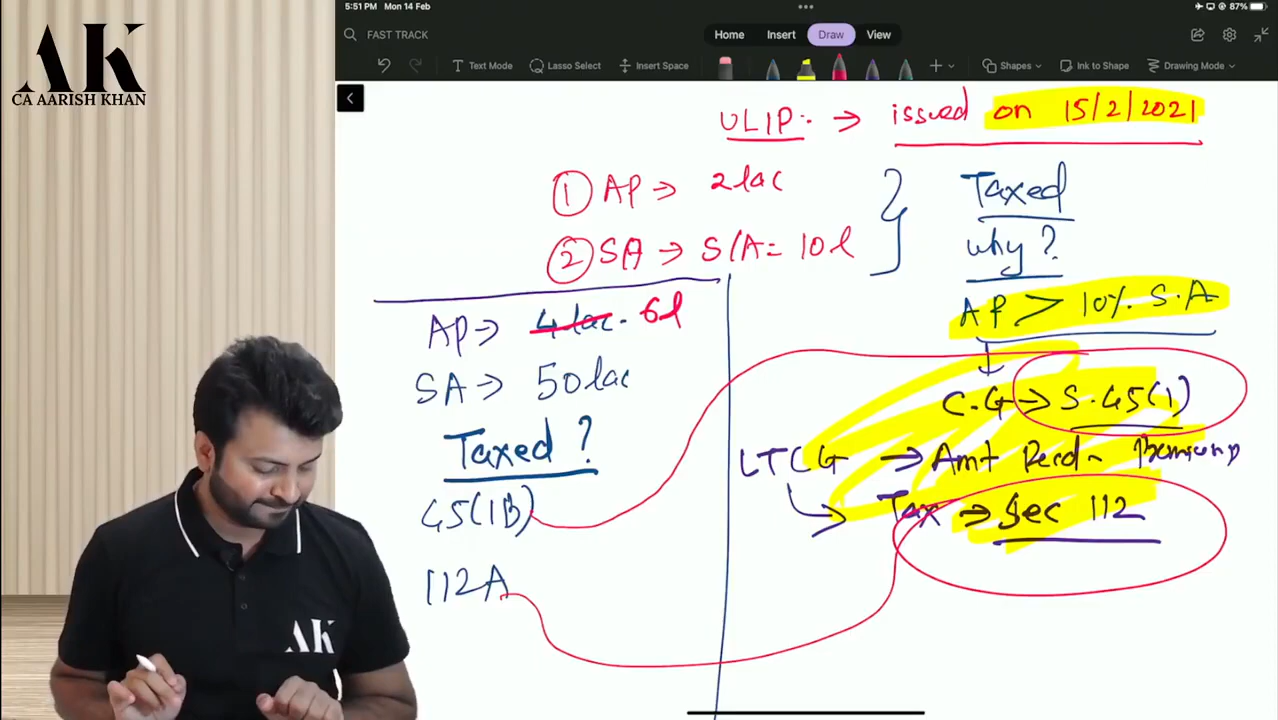 5:51 PM Mon 14 Feb
87%
AK
CA AARISH KHAN
FAST TRACK
Home Insert Draw View
Text Mode Lasso Select Insert Space Shapes Ink to Shape Drawing Mode
ULIP:- → issued on 15/2/2021
① AP → 2 lac
② SA → S/A = 10 l
Taxed
why?
AP > 10% S.A
C.G → S.45(1)
LTCG → Amt Recd - Premium
Tax → Sec 112
AP → 4 lac. 6l
SA → 50 lac
Taxed ?
45(1B)
112A
AK